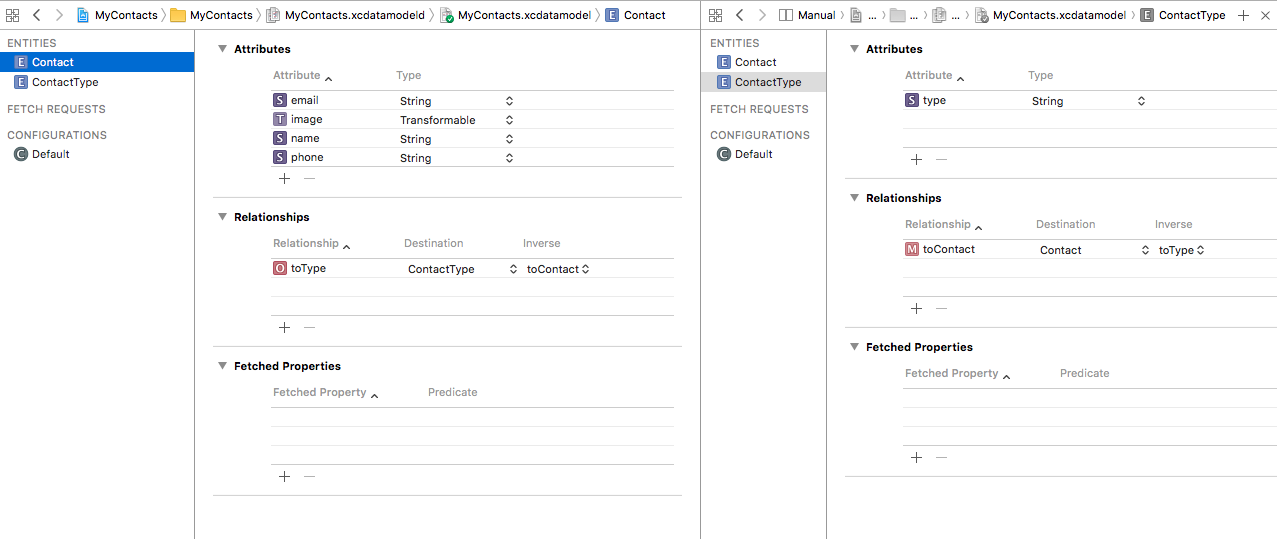 MyContacts MyContacts MyContacts.xcdatamodeld MyContacts.xcdatamodel E Contact
ENTITIES
E Contact
E ContactType
FETCH REQUESTS
CONFIGURATIONS
C Default
Attributes
Attribute Type
S email String
T image Transformable
S name String
S phone String
Relationships
Relationship Destination Inverse
O toType ContactType toContact
Fetched Properties
Fetched Property Predicate
Manual ... ... ... MyContacts.xcdatamodel E ContactType
ENTITIES
E Contact
E ContactType
FETCH REQUESTS
CONFIGURATIONS
C Default
Attributes
Attribute Type
S type String
Relationships
Relationship Destination Inverse
M toContact Contact toType
Fetched Properties
Fetched Property Predicate